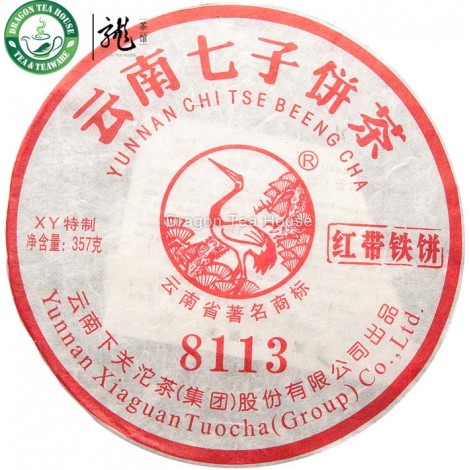 DRAGON TEA HOUSE
TEA & TEAWARE
龍
茶馆
云南七子饼茶
YUNNAN CHI TSE BEENG CHA
®
Dragon Tea House
XY特制
净含量:357克
红带铁饼
云南省著名商标
8113
云南下关沱茶(集团)股份有限公司出品
Yunnan Xiaguan Tuocha(Group) Co.,Ltd.